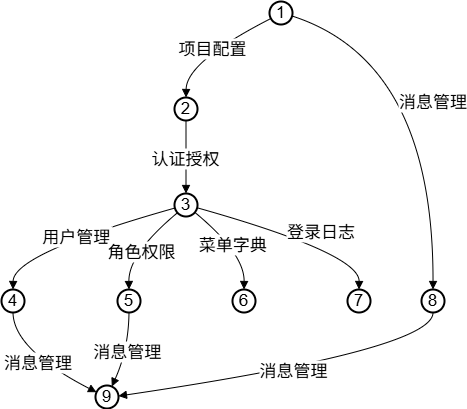 1
项目配置
消息管理
2
认证授权
3
用户管理
角色权限
菜单字典
登录日志
4
5
6
7
8
消息管理
消息管理
消息管理
9